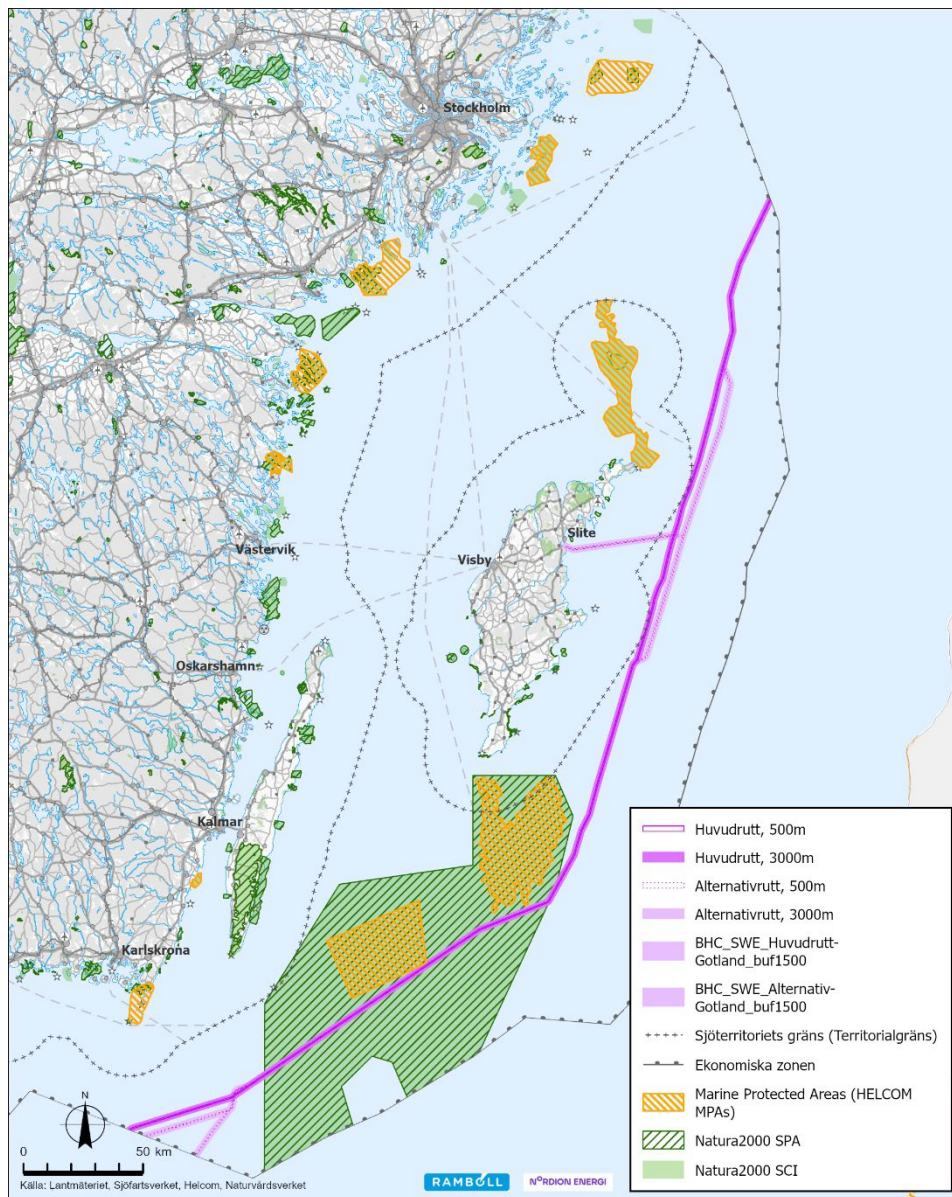 Stockholm
Slite
Västervik
Visby
Oskarshamn
Kalmar
Karlskrona
Huvudrutt, 500m
Huvudrutt, 3000m
Alternativrutt, 500m
Alternativrutt, 3000m
BHC_SWE_Huvudrutt-
Gotland_buf1500
BHC_SWE_Alternativ-
Gotland_buf1500
Sjöterritoriets gräns (Territorialgräns)
Ekonomiska zonen
Marine Protected Areas (HELCOM
MPAs)
Natura2000 SPA
Natura2000 SCI
N
0 50 km
Källa: Lantmäteriet, Sjöfartsverket, Helcom, Naturvårdsverket
RAMBOLL NORDION ENERGI